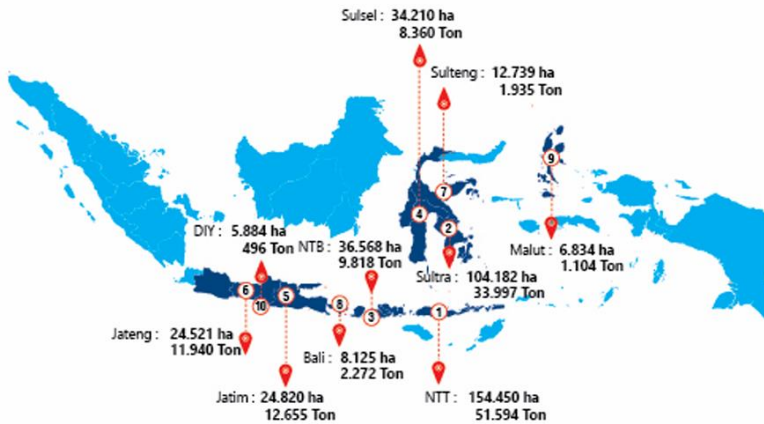 Sulsel : 34.210 ha
8.360 Ton
Sulteng : 12.739 ha
1.935 Ton
9
7
4
2
DIY : 5.884 ha
496 Ton
NTB : 36.568 ha
9.818 Ton
Malut : 6.834 ha
1.104 Ton
Sultra : 104.182 ha
33.997 Ton
6
5
10
8
3
1
Jateng : 24.521 ha
11.940 Ton
Bali : 8.125 ha
2.272 Ton
Jatim : 24.820 ha
12.655 Ton
NTT : 154.450 ha
51.594 Ton